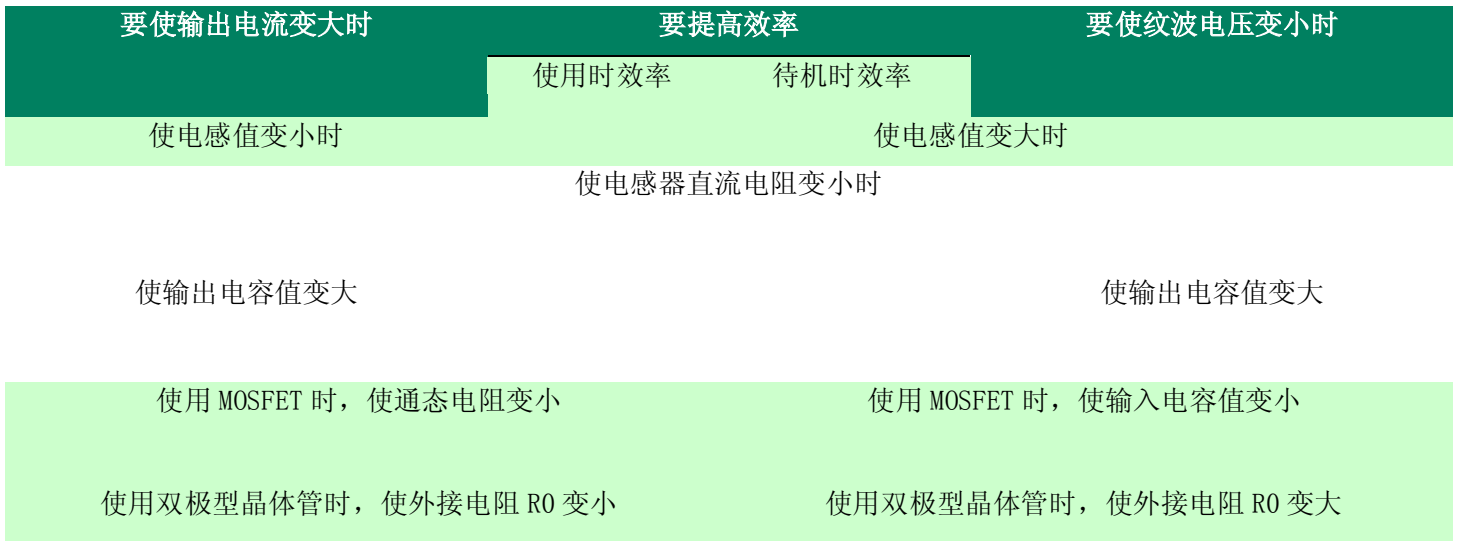 要使输出电流变大时 要提高效率 要使纹波电压变小时
使用时效率 待机时效率
使电感值变小时 使电感值变大时
使电感器直流电阻变小时
使输出电容值变大 使输出电容值变大
使用 MOSFET 时，使通态电阻变小 使用 MOSFET 时，使输入电容值变小
使用双极型晶体管时，使外接电阻 R0 变小 使用双极型晶体管时，使外接电阻 R0 变大